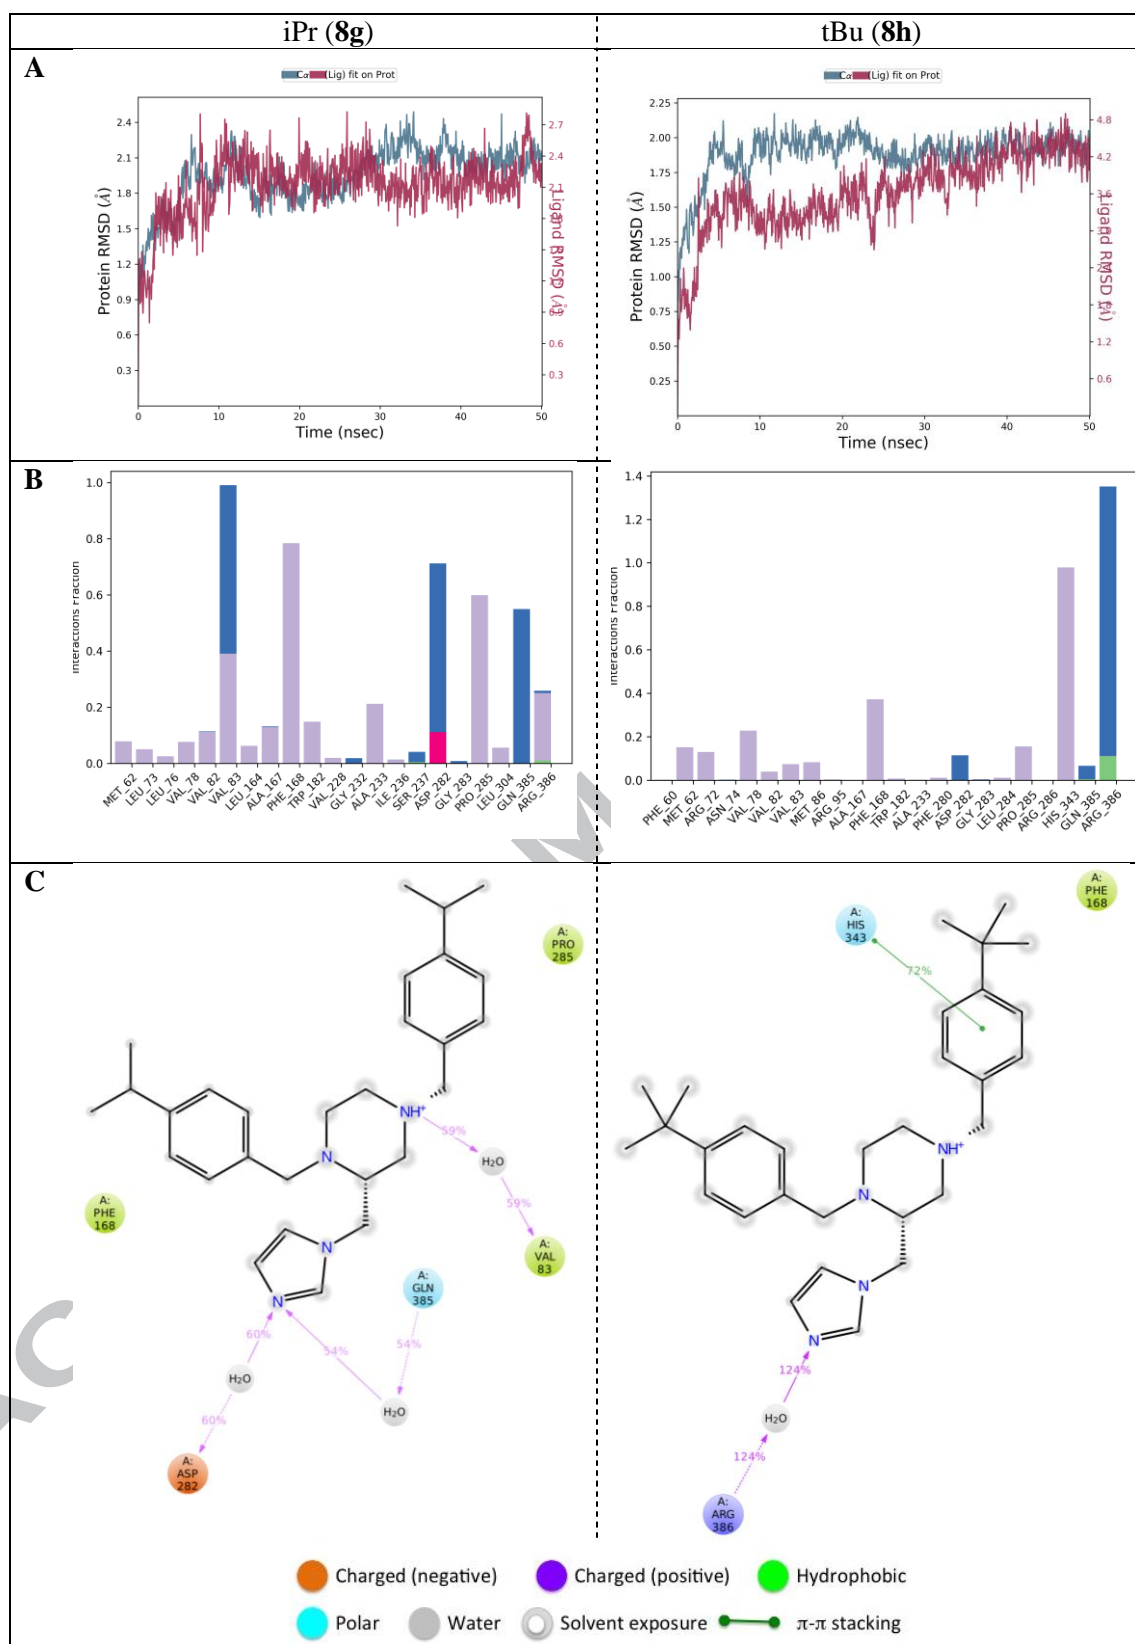 iPr (8g)
tBu (8h)
A
Cα (Lig) fit on Prot
2.4
2.1
1.8
1.5
1.2
0.9
0.6
0.3
Protein RMSD (Å)
2.7
2.4
2.1
0.9
0.6
0.3
Ligand RMSD (Å)
0 10 20 30 40 50
Time (nsec)
Cα (Lig) fit on Prot
2.25
2.00
1.75
1.50
1.25
1.00
0.75
0.50
0.25
Protein RMSD (Å)
4.8
4.2
1.2
0.6
Ligand RMSD (Å)
0 10 20 30 40 50
Time (nsec)
B
1.0
0.8
0.6
0.4
0.2
0.0
Interactions Fraction
MET_62 LEU_73 LEU_76 VAL_78 VAL_82 VAL_83 LEU_164 ALA_167 PHE_168 TRP_182 VAL_228 GLY_232 ALA_233 ILE_236 SER_237 ASP_282 GLY_283 PRO_285 LEU_304 GLN_385 ARG_386
1.4
1.2
1.0
0.8
0.6
0.4
0.2
0.0
Interactions Fraction
PHE_60 MET_62 ARG_72 ASN_74 VAL_78 VAL_82 VAL_83 MET_86 ARG_95 ALA_167 PHE_168 TRP_182 ALA_233 PHE_280 ASP_282 GLY_283 LEU_284 PRO_285 ARG_286 HIS_343 GLN_385 ARG_386
C
A:
PRO
285
NH+
59%
H₂O
59%
N
A:
PHE
168
A:
VAL
83
N
A:
GLN
385
N
60%
54%
54%
H₂O
H₂O
60%
A:
ASP
282
A:
PHE
168
A:
HIS
343
72%
NH+
N
N
N
124%
H₂O
124%
A:
ARG
386
AC
M
Charged (negative)
Charged (positive)
Hydrophobic
Polar
Water
Solvent exposure
π-π stacking